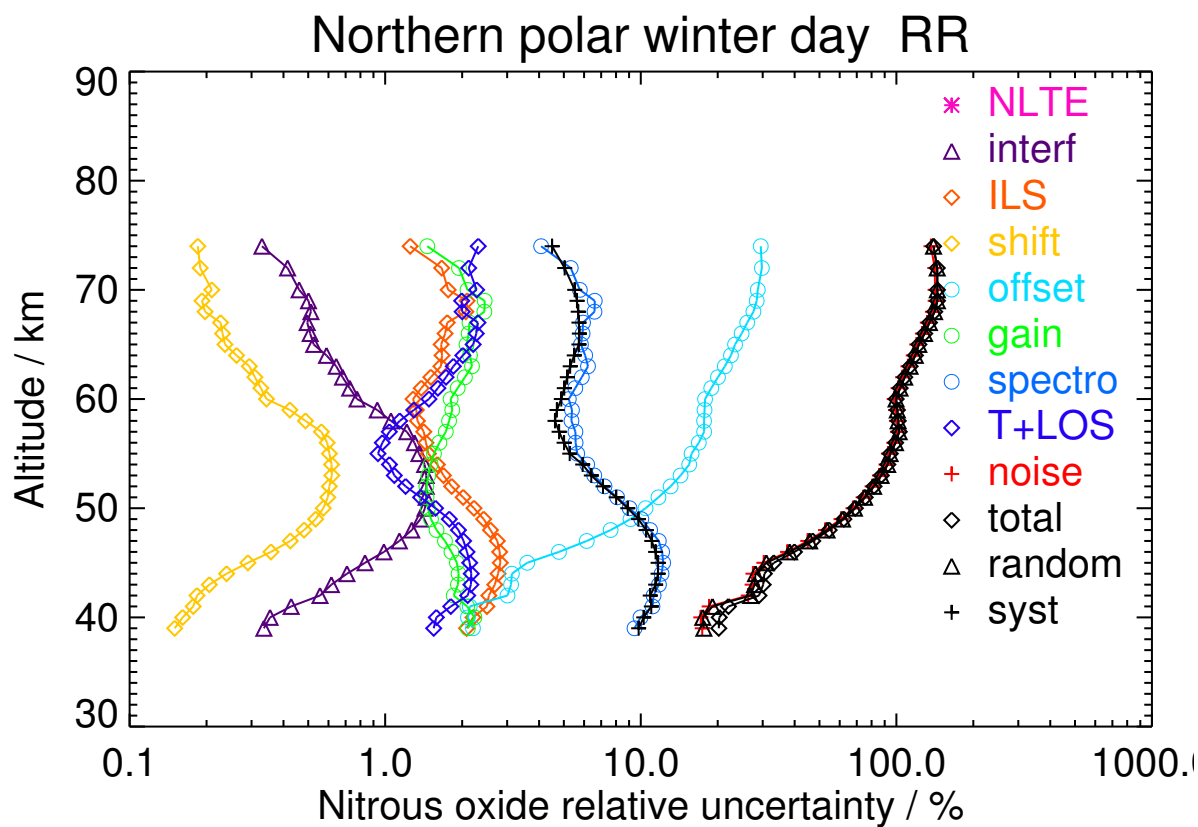 Northern polar winter day  RR
90
80
70
60
50
40
30
Altitude / km
NLTE
interf
ILS
shift
offset
gain
spectro
T+LOS
noise
total
random
syst
0.1
1.0
10.0
100.0
1000.0
Nitrous oxide relative uncertainty / %